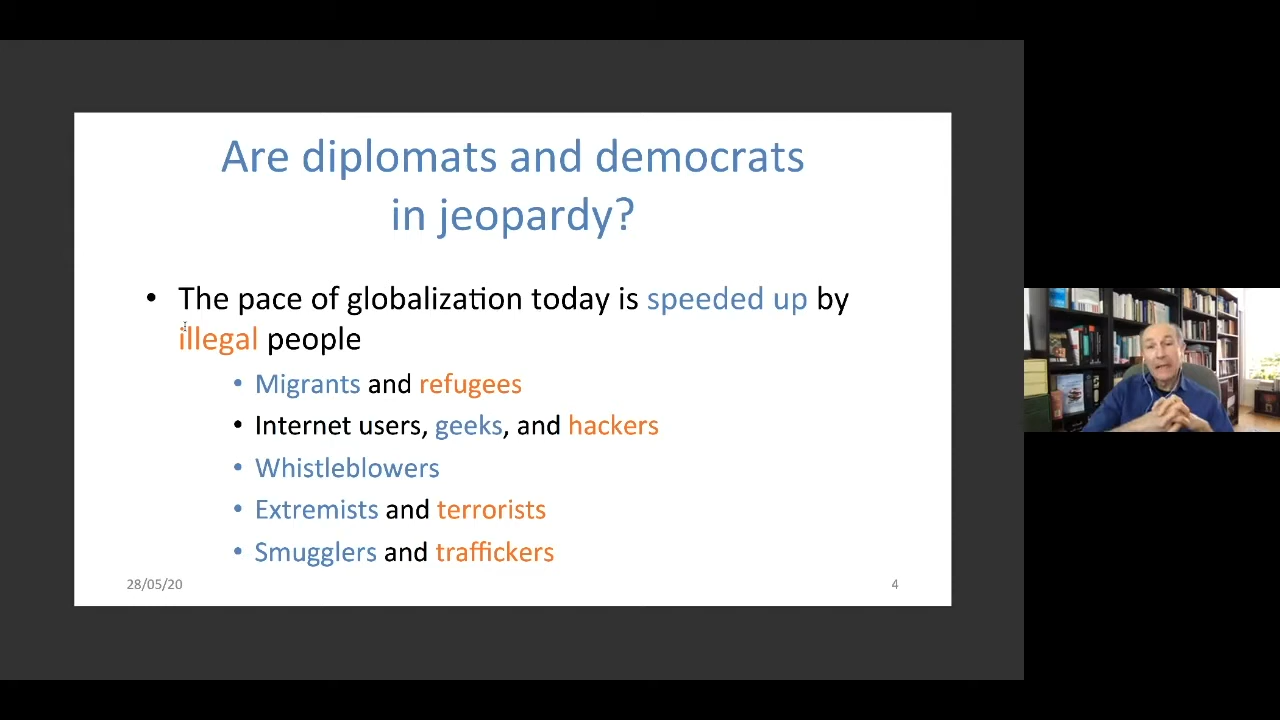 Are diplomats and democrats
in jeopardy?
• The pace of globalization today is speeded up by
illegal people
• Migrants and refugees
• Internet users, geeks, and hackers
• Whistleblowers
• Extremists and terrorists
• Smugglers and traffickers
28/05/20
4